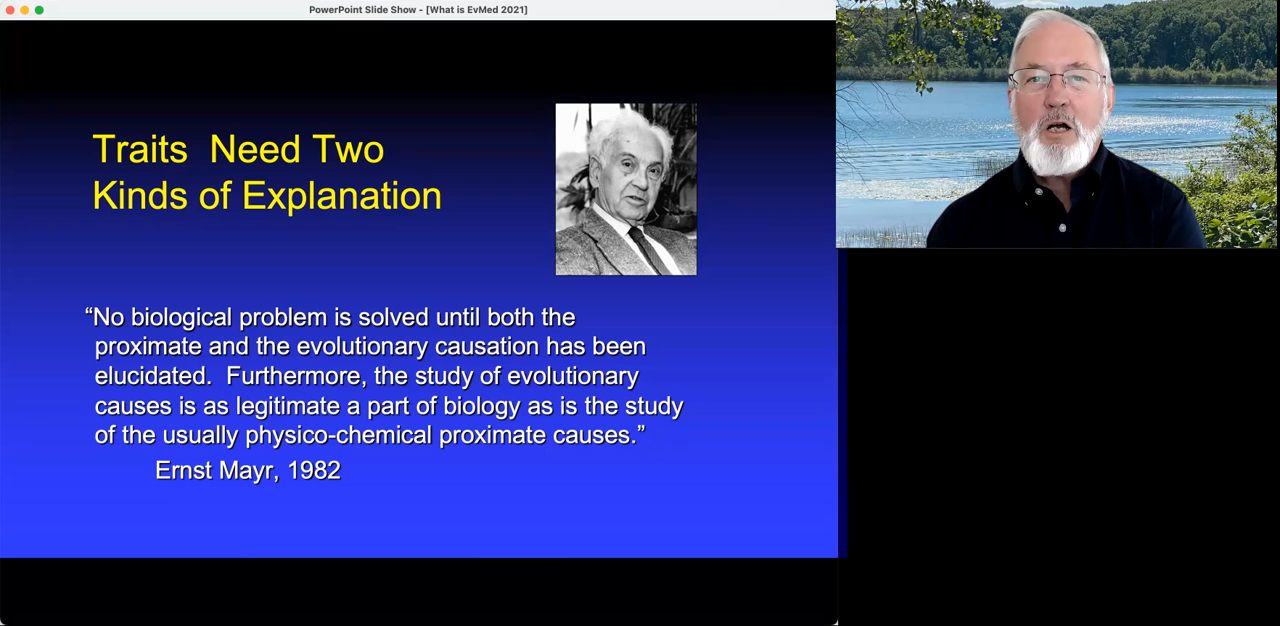 PowerPoint Slide Show - [What is EvMed 2021]
Traits  Need Two
Kinds of Explanation
“No biological problem is solved until both the
proximate and the evolutionary causation has been
elucidated.  Furthermore, the study of evolutionary
causes is as legitimate a part of biology as is the study
of the usually physico-chemical proximate causes.”
Ernst Mayr, 1982